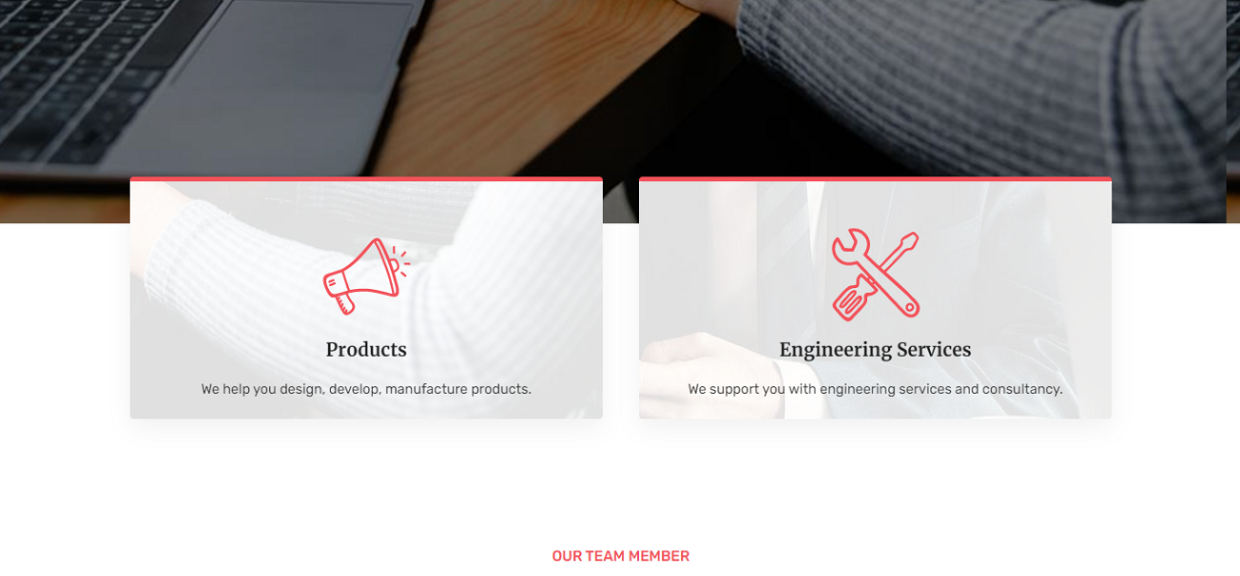 Products
We help you design, develop, manufacture products.
Engineering Services
We support you with engineering services and consultancy.
OUR TEAM MEMBER